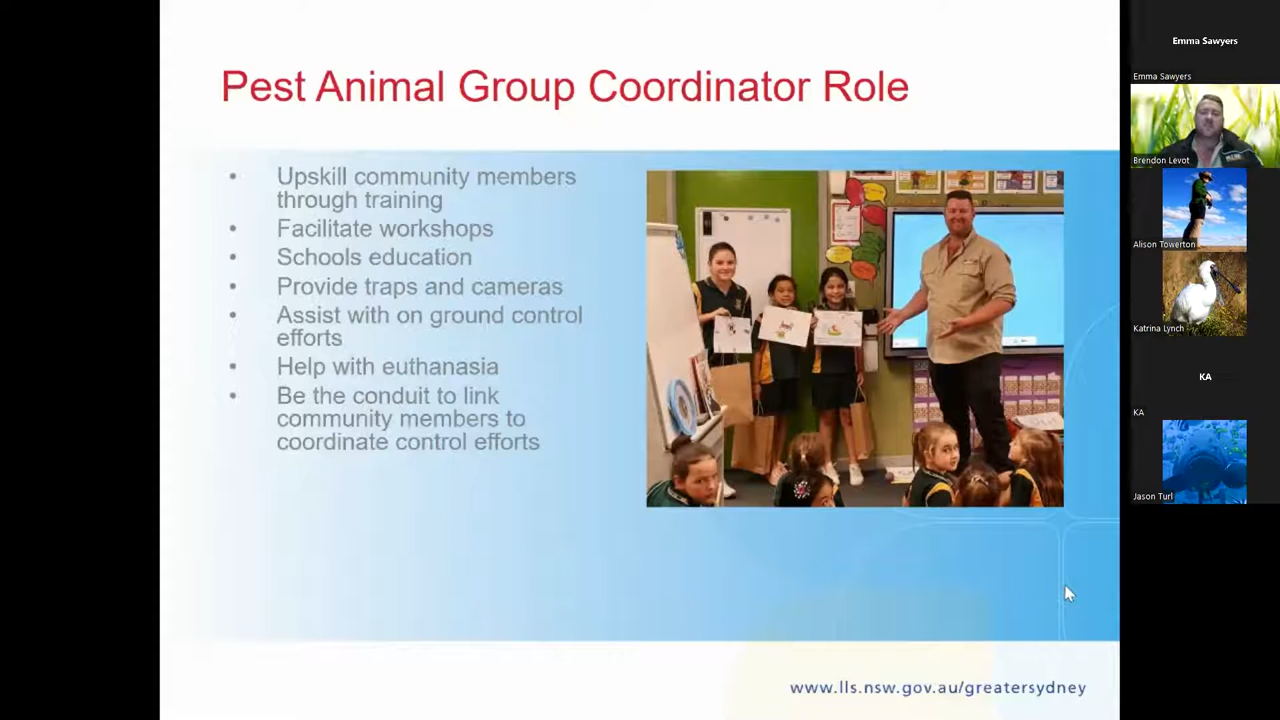 Pest Animal Group Coordinator Role
• Upskill community members
through training
• Facilitate workshops
• Schools education
• Provide traps and cameras
• Assist with on ground control
efforts
• Help with euthanasia
• Be the conduit to link
community members to
coordinate control efforts
www.lls.nsw.gov.au/greatersydney
Emma Sawyers
Emma Sawyers
Brendon Levot
Alison Towerton
Katrina Lynch
KA
KA
Jason Turl